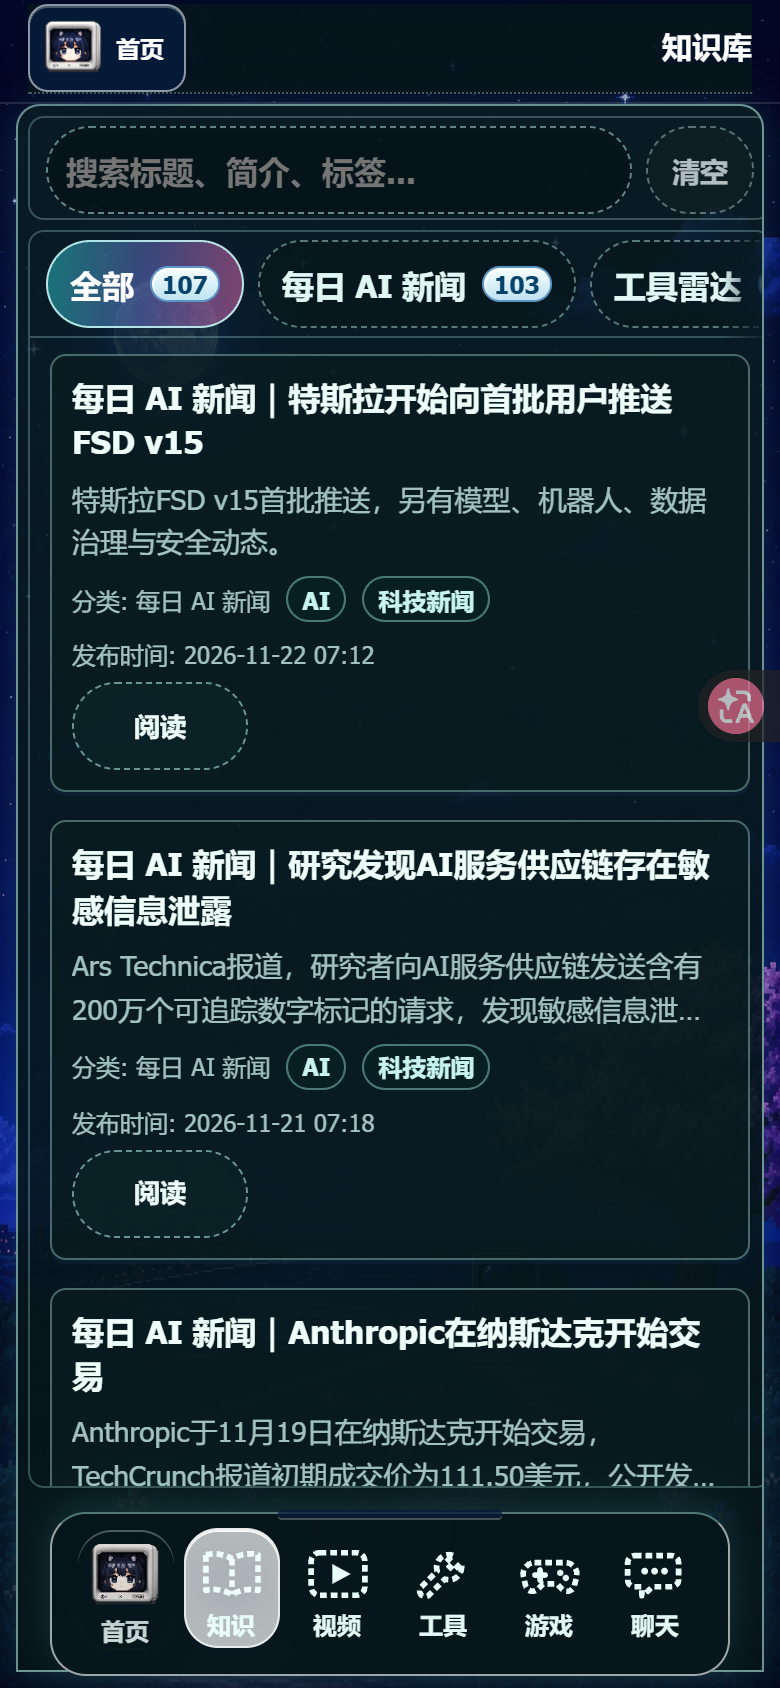 首页
知识库
搜索标题、简介、标签...
清空
全部 107
每日 AI 新闻 103
工具雷达
每日 AI 新闻 | 特斯拉开始向首批用户推送
FSD v15
特斯拉FSD v15首批推送，另有模型、机器人、数据
治理与安全动态。
分类: 每日 AI 新闻 AI 科技新闻
发布时间: 2026-11-22 07:12
阅读
每日 AI 新闻 | 研究发现AI服务供应链存在敏
感信息泄露
Ars Technica报道，研究者向AI服务供应链发送含有
200万个可追踪数字标记的请求，发现敏感信息泄...
分类: 每日 AI 新闻 AI 科技新闻
发布时间: 2026-11-21 07:18
阅读
每日 AI 新闻 | Anthropic在纳斯达克开始交
易
Anthropic于11月19日在纳斯达克开始交易，
TechCrunch报道初期成交价为111.50美元，公开发...
首页
知识
视频
工具
游戏
聊天